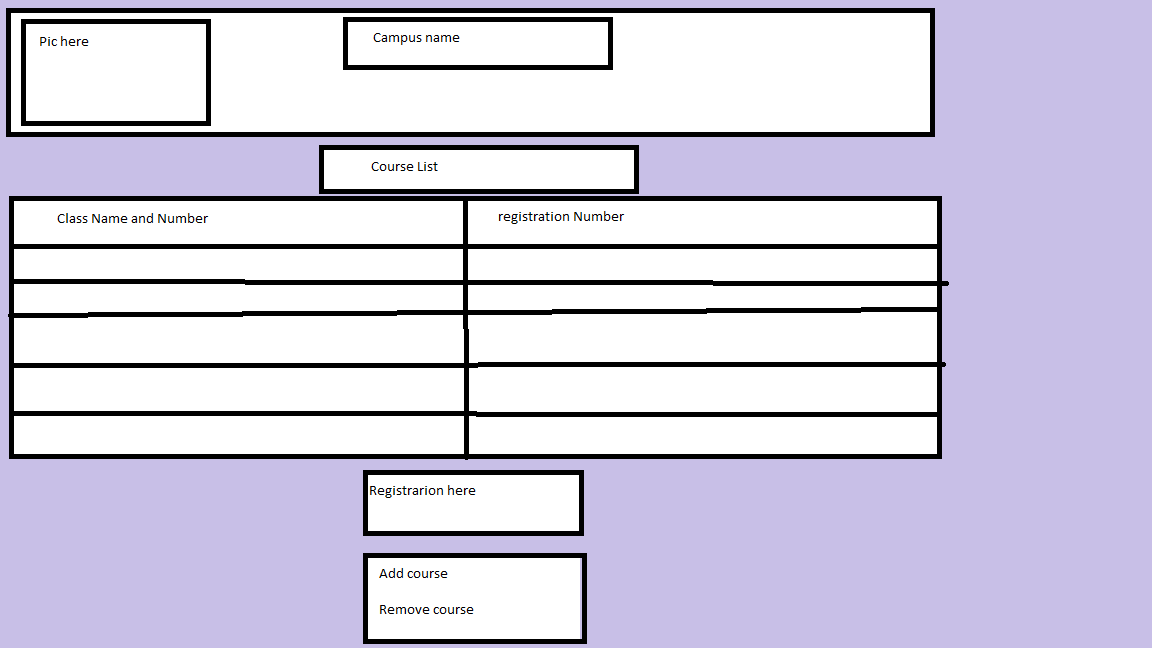 Pic here
Campus name
Course List
Class Name and Number
registration Number
Registrarion here
Add course
Remove course